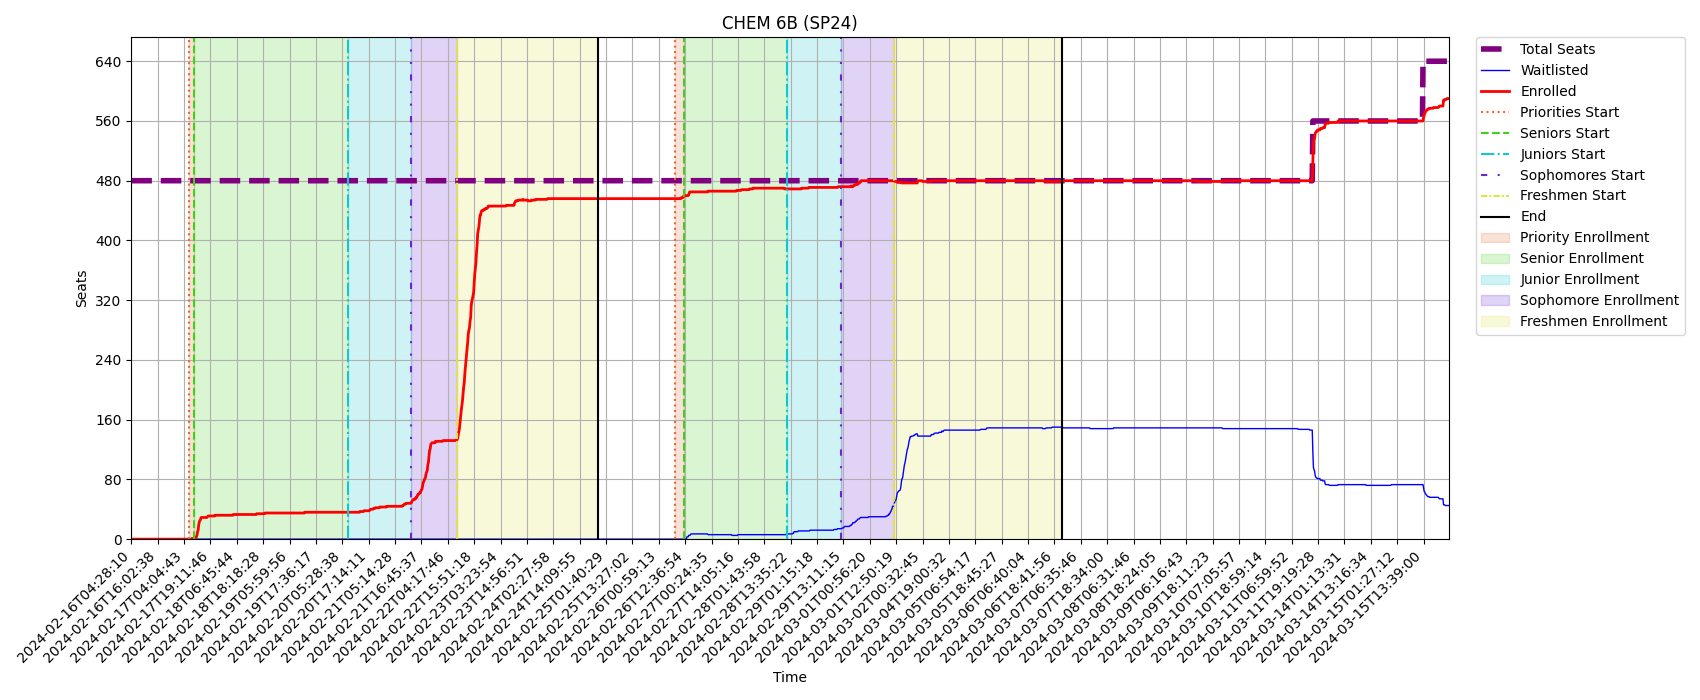 CHEM 6B (SP24)
Seats
640
560
480
400
320
240
160
80
0
2024-02-16T04:28:10
2024-02-16T16:02:38
2024-02-17T04:04:43
2024-02-17T19:11:46
2024-02-18T06:45:44
2024-02-18T18:18:28
2024-02-19T05:59:56
2024-02-19T17:36:17
2024-02-20T05:28:38
2024-02-20T17:14:11
2024-02-21T05:14:28
2024-02-21T16:45:37
2024-02-22T04:17:46
2024-02-22T15:51:18
2024-02-23T03:23:54
2024-02-23T14:56:51
2024-02-24T02:27:58
2024-02-24T14:09:55
2024-02-25T01:40:29
2024-02-25T13:27:02
2024-02-26T00:59:13
2024-02-26T12:36:54
2024-02-27T00:24:35
2024-02-27T14:05:16
2024-02-28T01:43:58
2024-02-28T13:35:22
2024-02-29T01:15:18
2024-02-29T13:11:15
2024-03-01T00:56:20
2024-03-01T12:50:19
2024-03-02T00:32:45
2024-03-04T19:00:32
2024-03-05T06:54:17
2024-03-05T18:45:27
2024-03-06T06:40:04
2024-03-06T18:41:56
2024-03-07T06:35:46
2024-03-07T18:34:00
2024-03-08T06:31:46
2024-03-08T18:24:05
2024-03-09T06:16:43
2024-03-09T18:11:23
2024-03-10T07:05:57
2024-03-10T18:59:14
2024-03-11T06:59:52
2024-03-11T19:19:28
2024-03-14T01:13:31
2024-03-14T13:16:34
2024-03-15T01:27:12
2024-03-15T13:39:00
Time
Total Seats
Waitlisted
Enrolled
Priorities Start
Seniors Start
Juniors Start
Sophomores Start
Freshmen Start
End
Priority Enrollment
Senior Enrollment
Junior Enrollment
Sophomore Enrollment
Freshmen Enrollment